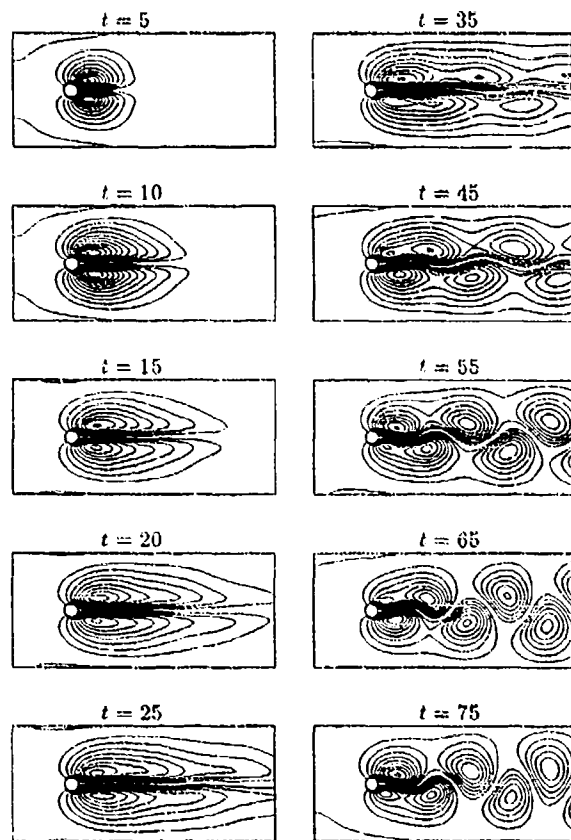 t = 5
t = 35
t = 10
t = 45
t = 15
t = 55
t = 20
t = 65
t = 25
t = 75